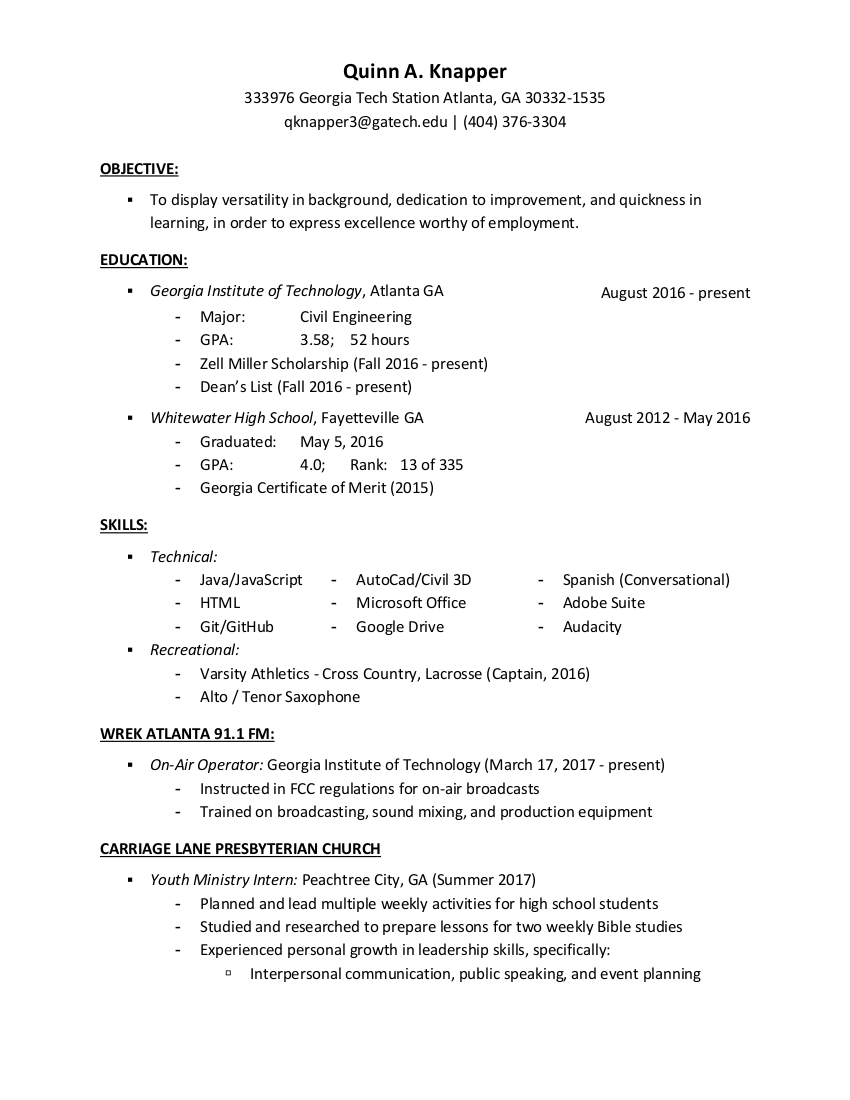 Quinn A. Knapper
333976 Georgia Tech Station Atlanta, GA 30332-1535
qknapper3@gatech.edu | (404) 376-3304
OBJECTIVE:
▪ To display versatility in background, dedication to improvement, and quickness in
learning, in order to express excellence worthy of employment.
EDUCATION:
▪ Georgia Institute of Technology, Atlanta GA August 2016 - present
- Major: Civil Engineering
- GPA: 3.58; 52 hours
- Zell Miller Scholarship (Fall 2016 - present)
- Dean’s List (Fall 2016 - present)
▪ Whitewater High School, Fayetteville GA August 2012 - May 2016
- Graduated: May 5, 2016
- GPA: 4.0; Rank: 13 of 335
- Georgia Certificate of Merit (2015)
SKILLS:
▪ Technical:
- Java/JavaScript - AutoCad/Civil 3D - Spanish (Conversational)
- HTML - Microsoft Office - Adobe Suite
- Git/GitHub - Google Drive - Audacity
▪ Recreational:
- Varsity Athletics - Cross Country, Lacrosse (Captain, 2016)
- Alto / Tenor Saxophone
WREK ATLANTA 91.1 FM:
▪ On-Air Operator: Georgia Institute of Technology (March 17, 2017 - present)
- Instructed in FCC regulations for on-air broadcasts
- Trained on broadcasting, sound mixing, and production equipment
CARRIAGE LANE PRESBYTERIAN CHURCH
▪ Youth Ministry Intern: Peachtree City, GA (Summer 2017)
- Planned and lead multiple weekly activities for high school students
- Studied and researched to prepare lessons for two weekly Bible studies
- Experienced personal growth in leadership skills, specifically:
▫ Interpersonal communication, public speaking, and event planning